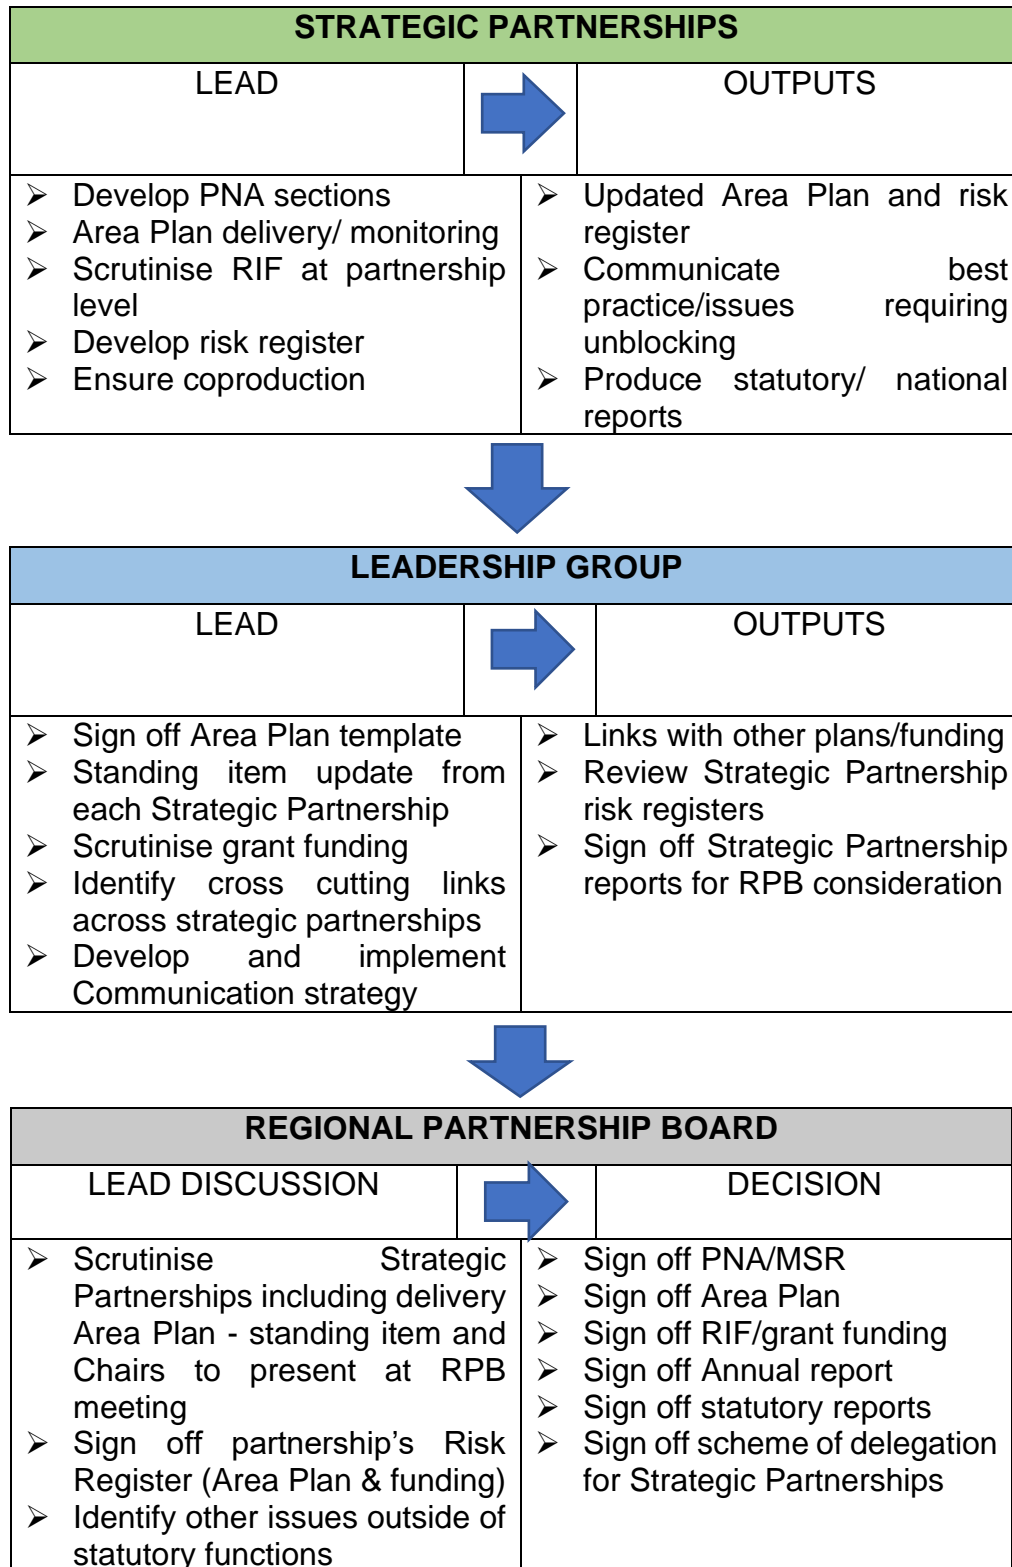 STRATEGIC PARTNERSHIPS
LEAD
OUTPUTS
➢ Develop PNA sections
➢ Area Plan delivery/ monitoring
➢ Scrutinise RIF at partnership
level
➢ Develop risk register
➢ Ensure coproduction
➢ Updated Area Plan and risk
register
➢ Communicate best
practice/issues requiring
unblocking
➢ Produce statutory/ national
reports
LEADERSHIP GROUP
LEAD
OUTPUTS
➢ Sign off Area Plan template
➢ Standing item update from
each Strategic Partnership
➢ Scrutinise grant funding
➢ Identify cross cutting links
across strategic partnerships
➢ Develop and implement
Communication strategy
➢ Links with other plans/funding
➢ Review Strategic Partnership
risk registers
➢ Sign off Strategic Partnership
reports for RPB consideration
REGIONAL PARTNERSHIP BOARD
LEAD DISCUSSION
DECISION
➢ Scrutinise Strategic
Partnerships including delivery
Area Plan - standing item and
Chairs to present at RPB
meeting
➢ Sign off partnership's Risk
Register (Area Plan & funding)
➢ Identify other issues outside of
statutory functions
➢ Sign off PNA/MSR
➢ Sign off Area Plan
➢ Sign off RIF/grant funding
➢ Sign off Annual report
➢ Sign off statutory reports
➢ Sign off scheme of delegation
for Strategic Partnerships